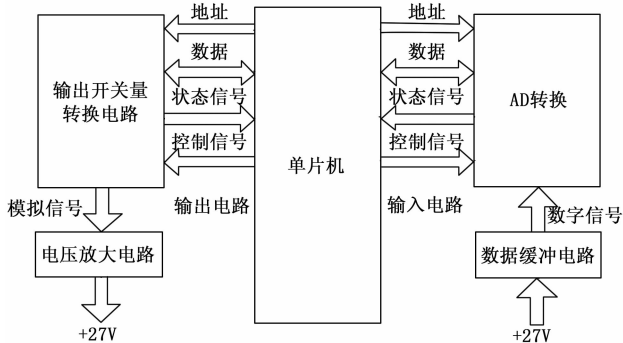 地址
地址
输出开关量
转换电路
数据
数据
状态信号
状态信号
AD转换
控制信号
控制信号
单片机
模拟信号
输出电路
输入电路
数字信号
电压放大电路
数据缓冲电路
+27V
+27V